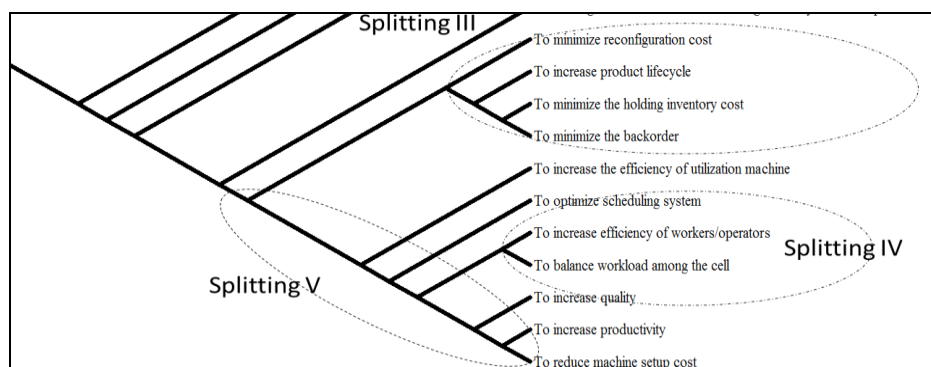 Splitting III
To minimize reconfiguration cost
To increase product lifecycle
To minimize the holding inventory cost
To minimize the backorder
To increase the efficiency of utilization machine
To optimize scheduling system
To increase efficiency of workers/operators
Splitting IV
To balance workload among the cell
Splitting V
To increase quality
To increase productivity
To reduce machine setup cost